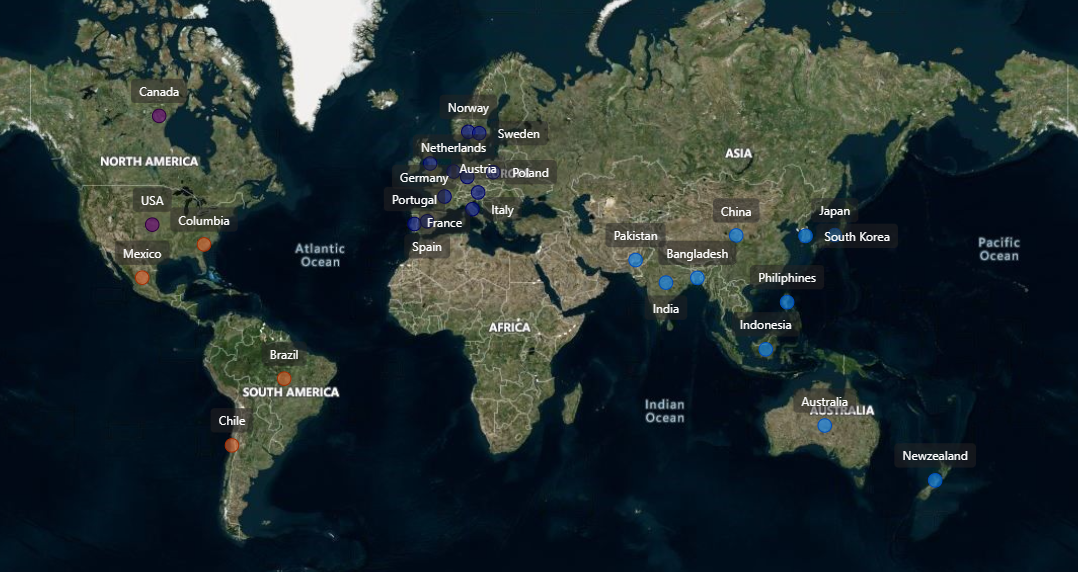 Canada
Norway
Sweden
Netherlands
NORTH AMERICA
ASIA
Germany
Austria
Poland
Portugal
USA
Columbia
France
Italy
China
Japan
Spain
Atlantic
Ocean
Mexico
Pakistan
Bangladesh
South Korea
Pacific
Ocean
Philiphines
India
AFRICA
Indonesia
Brazil
SOUTH AMERICA
Chile
Indian
Ocean
Australia
AUSTRALIA
Newzealand